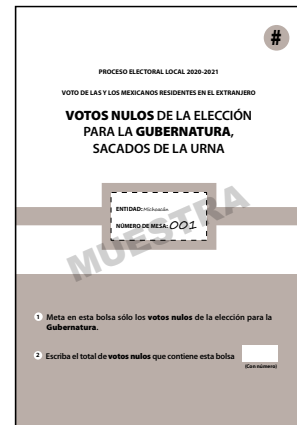 #
PROCESO ELECTORAL LOCAL 2020-2021
VOTO DE LAS Y LOS MEXICANOS RESIDENTES EN EL EXTRANJERO
VOTOS NULOS DE LA ELECCIÓN
PARA LA GUBERNATURA,
SACADOS DE LA URNA
ENTIDAD: Michoacán
NÚMERO DE MESA: 001
MUESTRA
1 Meta en esta bolsa sólo los votos nulos de la elección para la
Gubernatura.
2 Escriba el total de votos nulos que contiene esta bolsa
(Con número)